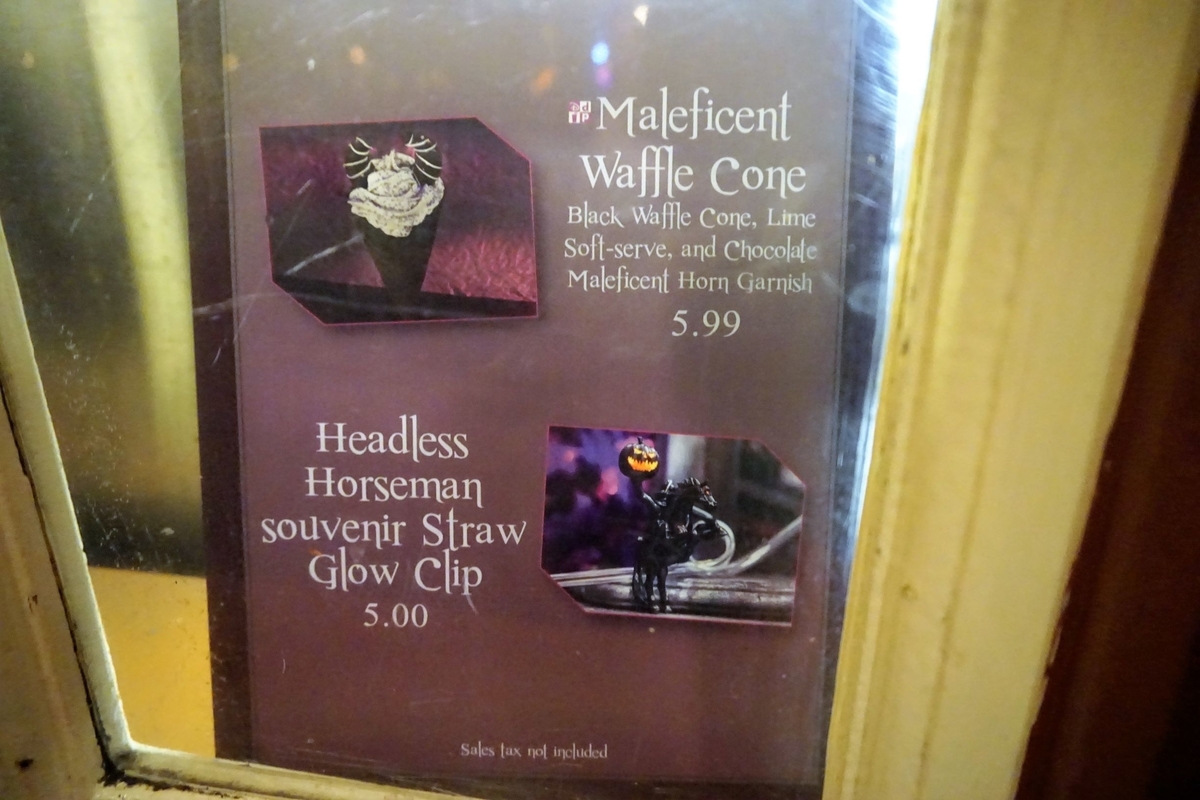 Maleficent
Waffle Cone
Black Waffle Cone, Lime
Soft-serve, and Chocolate
Maleficent Horn Garnish
5.99
Headless
Horseman
souvenir Straw
Glow Clip
5.00
Sales tax not included